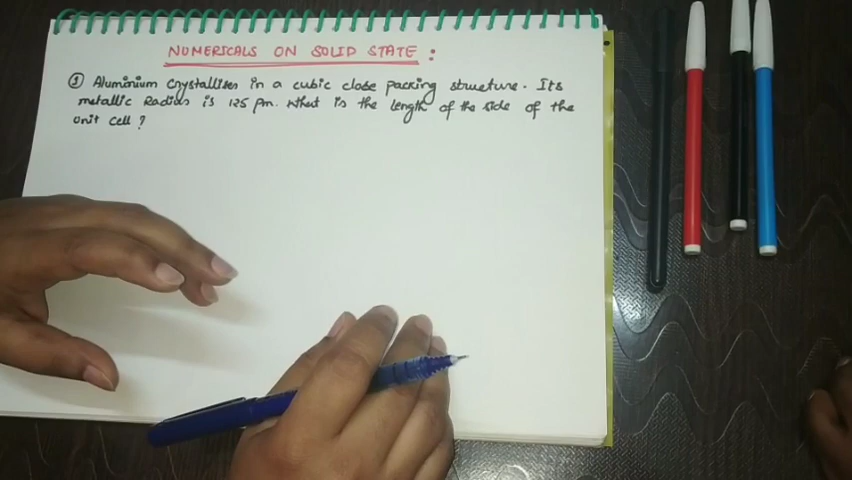 NUMERICALS ON SOLID STATE :
① Aluminium Crystallises in a cubic close packing structure. Its
metallic Radius is 125 pm. What is the length of the side of the
unit cell ?